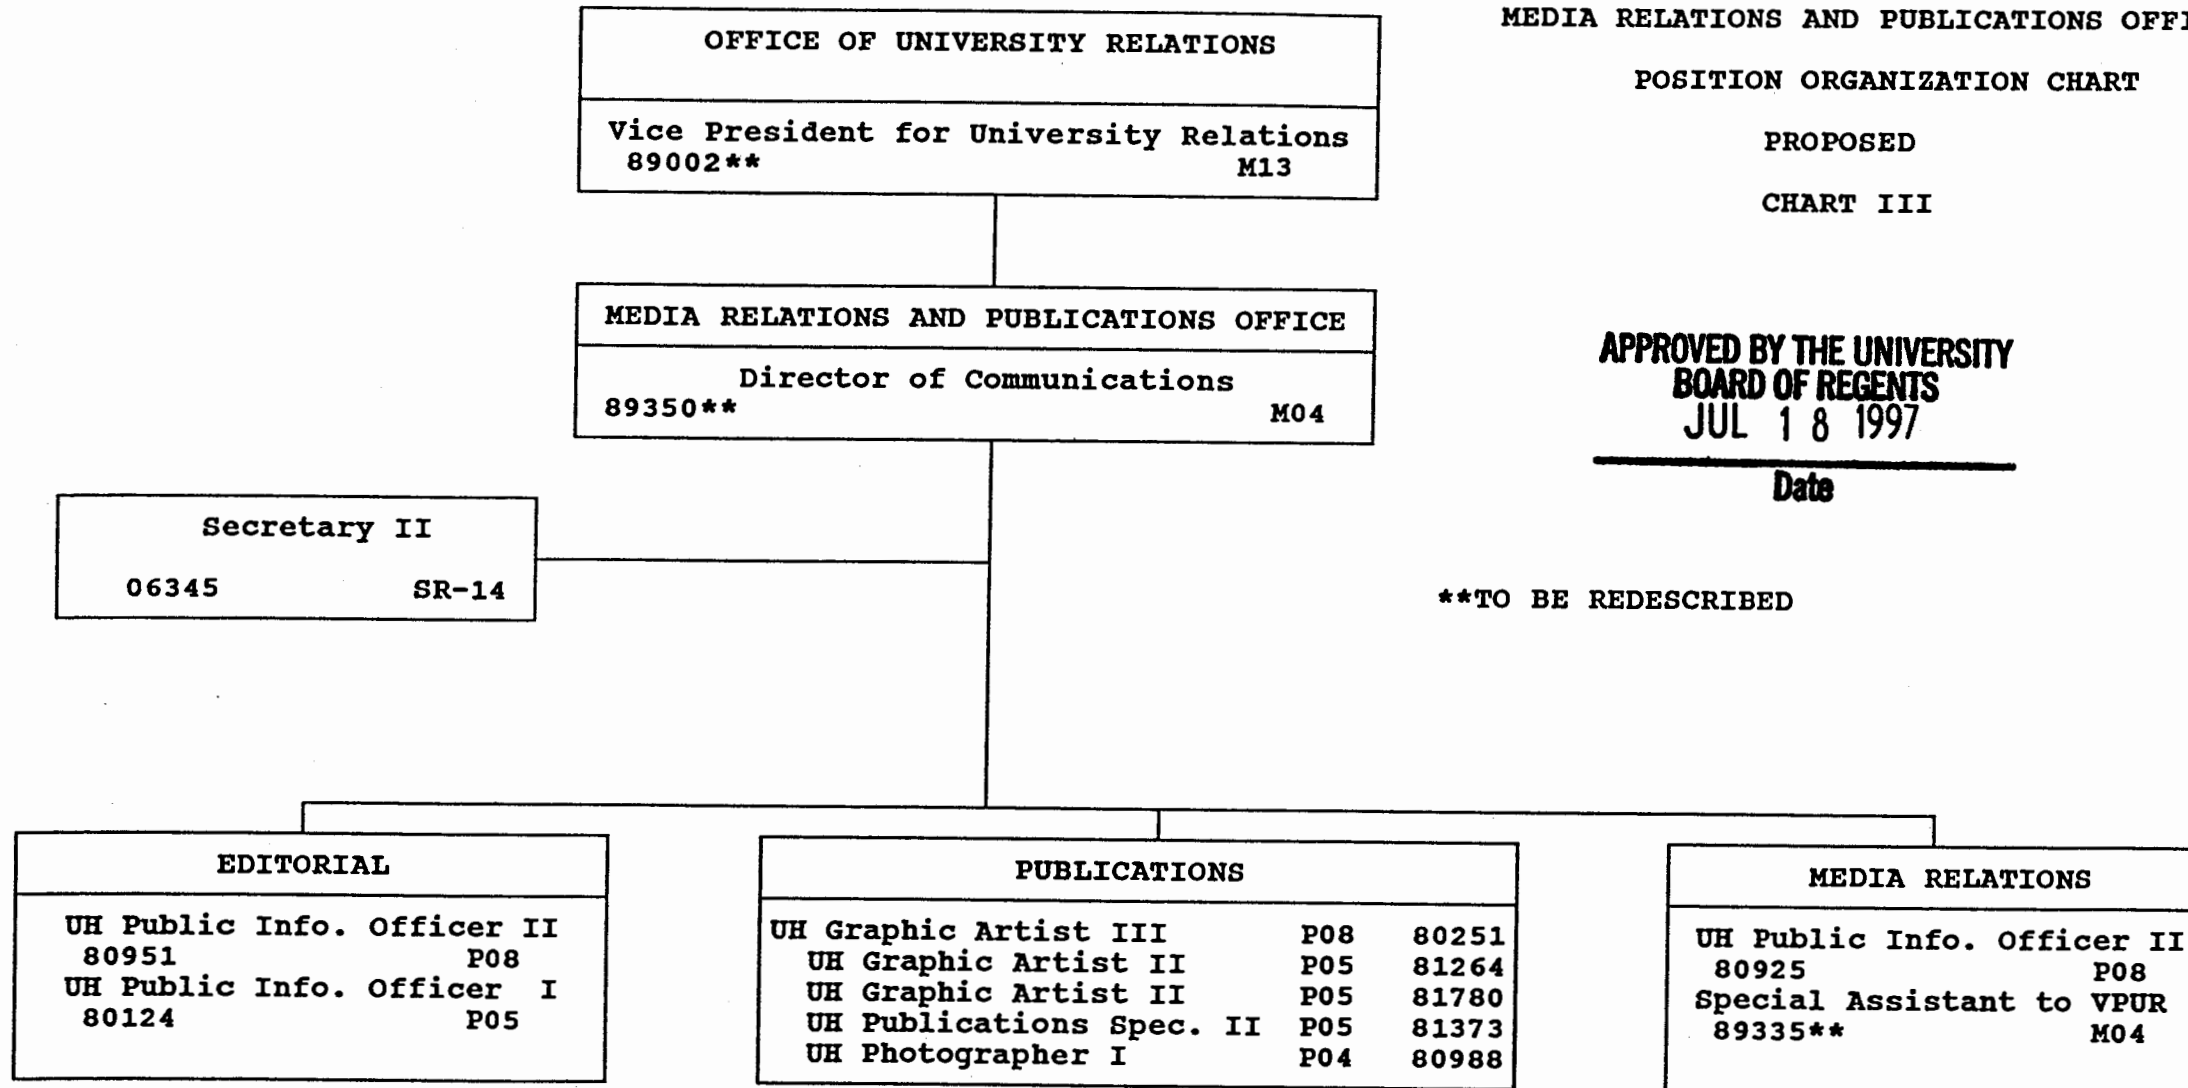 OFFICE OF UNIVERSITY RELATIONS
Vice President for University Relations
89002** M13
MEDIA RELATIONS AND PUBLICATIONS OFFI
POSITION ORGANIZATION CHART
PROPOSED
CHART III
MEDIA RELATIONS AND PUBLICATIONS OFFICE
Director of Communications
89350** M04
APPROVED BY THE UNIVERSITY
BOARD OF REGENTS
JUL 18 1997
Date
Secretary II
06345 SR-14
**TO BE REDESCRIBED
EDITORIAL
UH Public Info. Officer II
80951 P08
UH Public Info. Officer I
80124 P05
PUBLICATIONS
UH Graphic Artist III P08 80251
UH Graphic Artist II P05 81264
UH Graphic Artist II P05 81780
UH Publications Spec. II P05 81373
UH Photographer I P04 80988
MEDIA RELATIONS
UH Public Info. Officer II
80925 P08
Special Assistant to VPUR
89335** M04